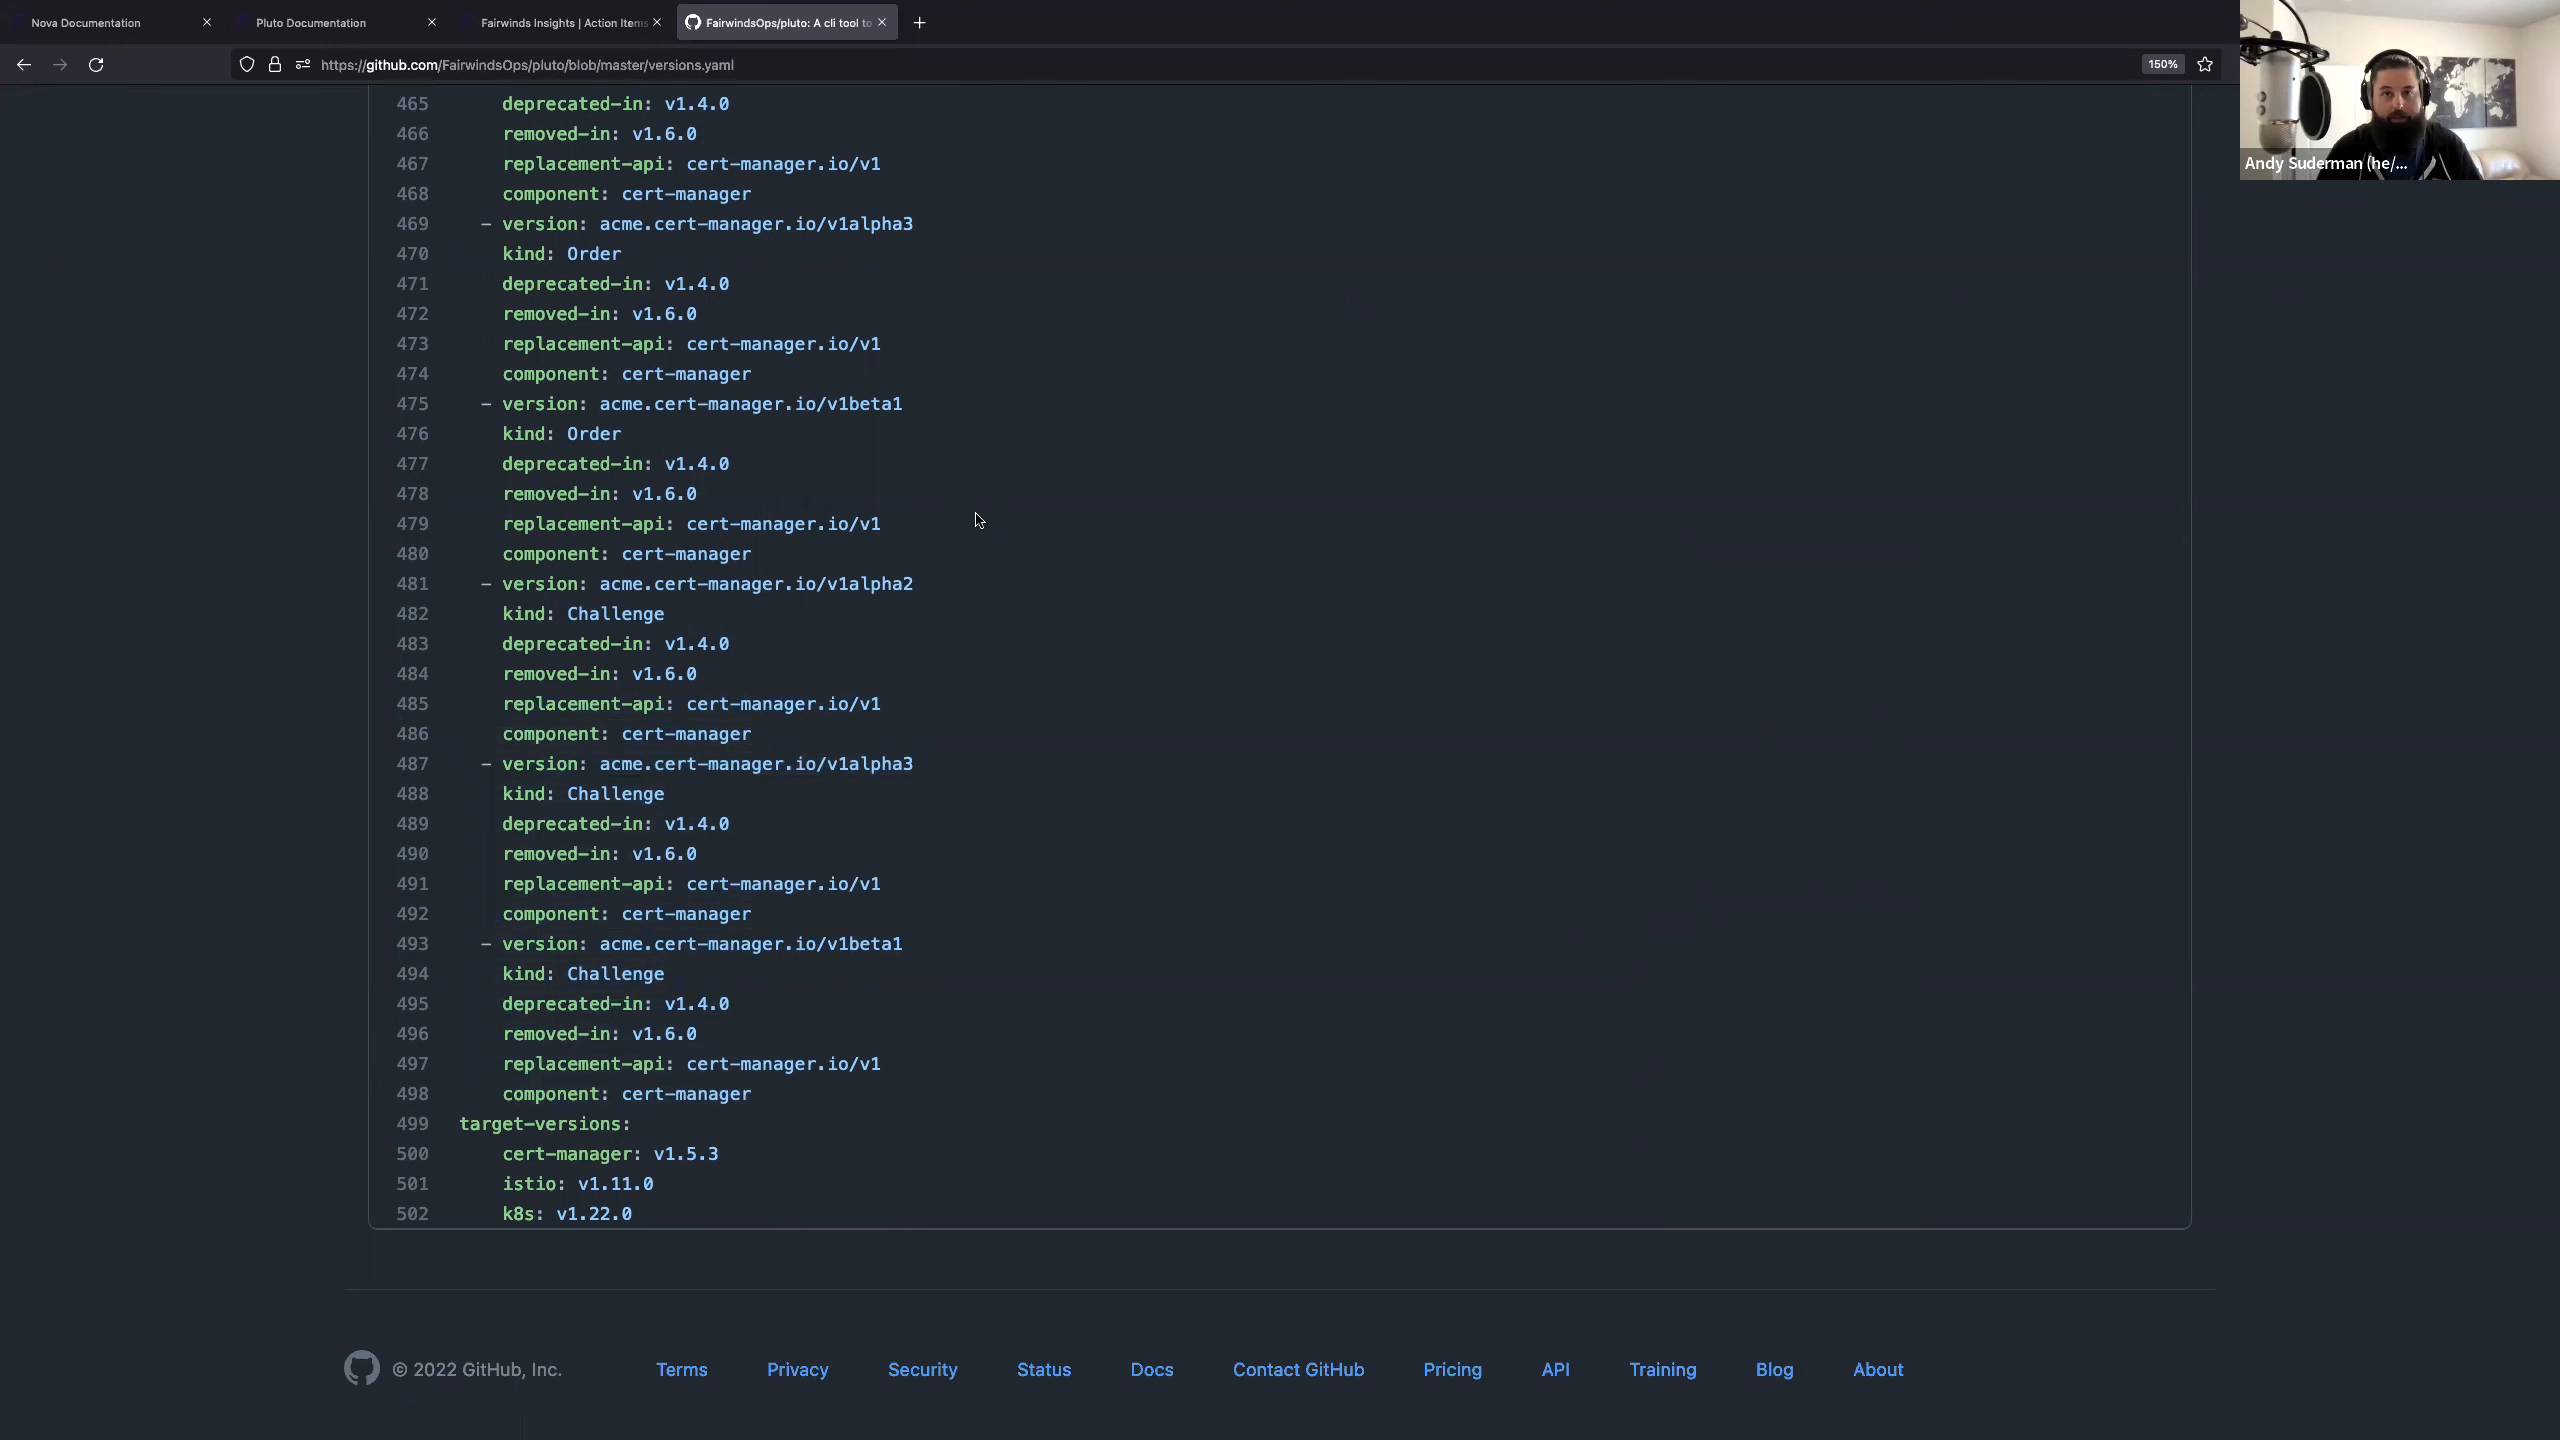 Nova Documentation
Pluto Documentation
Fairwinds Insights | Action Items
FairwindsOps/pluto: A cli tool to
https://github.com/FairwindsOps/pluto/blob/master/versions.yaml
150%
Andy Suderman (he/...
465 deprecated-in: v1.4.0
466 removed-in: v1.6.0
467 replacement-api: cert-manager.io/v1
468 component: cert-manager
469 - version: acme.cert-manager.io/v1alpha3
470 kind: Order
471 deprecated-in: v1.4.0
472 removed-in: v1.6.0
473 replacement-api: cert-manager.io/v1
474 component: cert-manager
475 - version: acme.cert-manager.io/v1beta1
476 kind: Order
477 deprecated-in: v1.4.0
478 removed-in: v1.6.0
479 replacement-api: cert-manager.io/v1
480 component: cert-manager
481 - version: acme.cert-manager.io/v1alpha2
482 kind: Challenge
483 deprecated-in: v1.4.0
484 removed-in: v1.6.0
485 replacement-api: cert-manager.io/v1
486 component: cert-manager
487 - version: acme.cert-manager.io/v1alpha3
488 kind: Challenge
489 deprecated-in: v1.4.0
490 removed-in: v1.6.0
491 replacement-api: cert-manager.io/v1
492 component: cert-manager
493 - version: acme.cert-manager.io/v1beta1
494 kind: Challenge
495 deprecated-in: v1.4.0
496 removed-in: v1.6.0
497 replacement-api: cert-manager.io/v1
498 component: cert-manager
499 target-versions:
500 cert-manager: v1.5.3
501 istio: v1.11.0
502 k8s: v1.22.0
© 2022 GitHub, Inc. Terms Privacy Security Status Docs Contact GitHub Pricing API Training Blog About